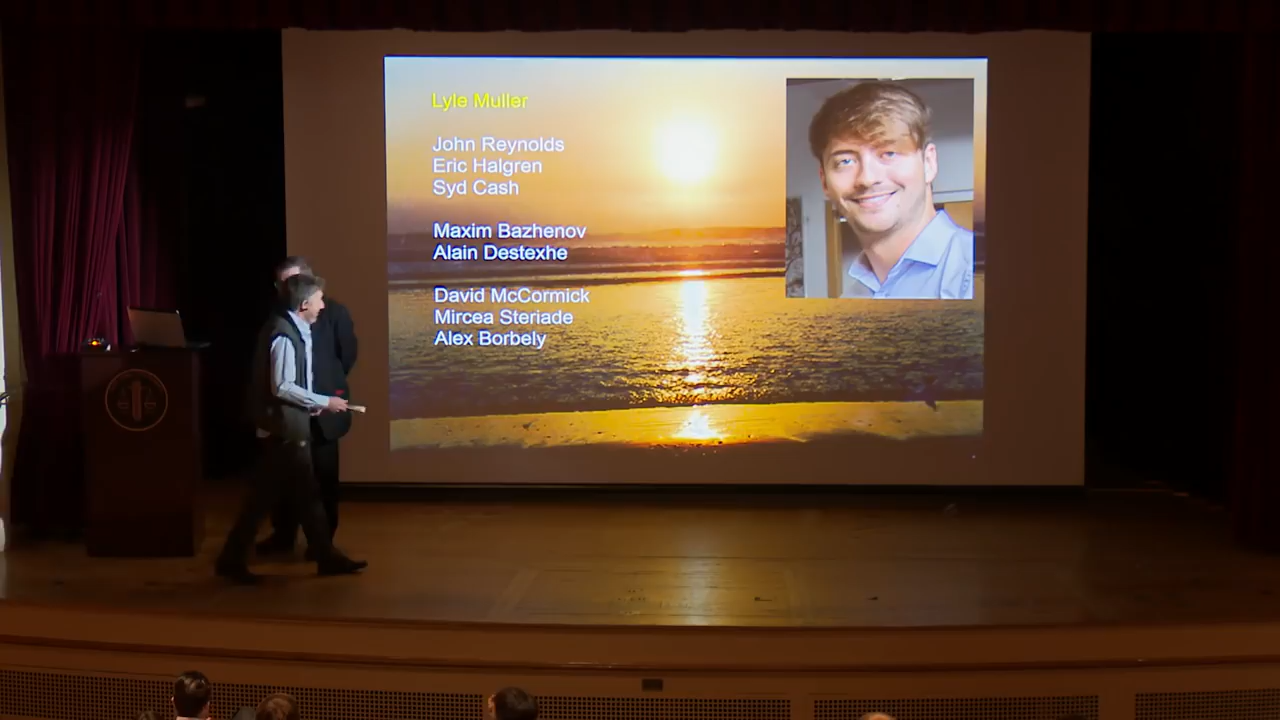 Lyle Muller
John Reynolds
Eric Halgren
Syd Cash
Maxim Bazhenov
Alain Destexhe
David McCormick
Mircea Steriade
Alex Borbely